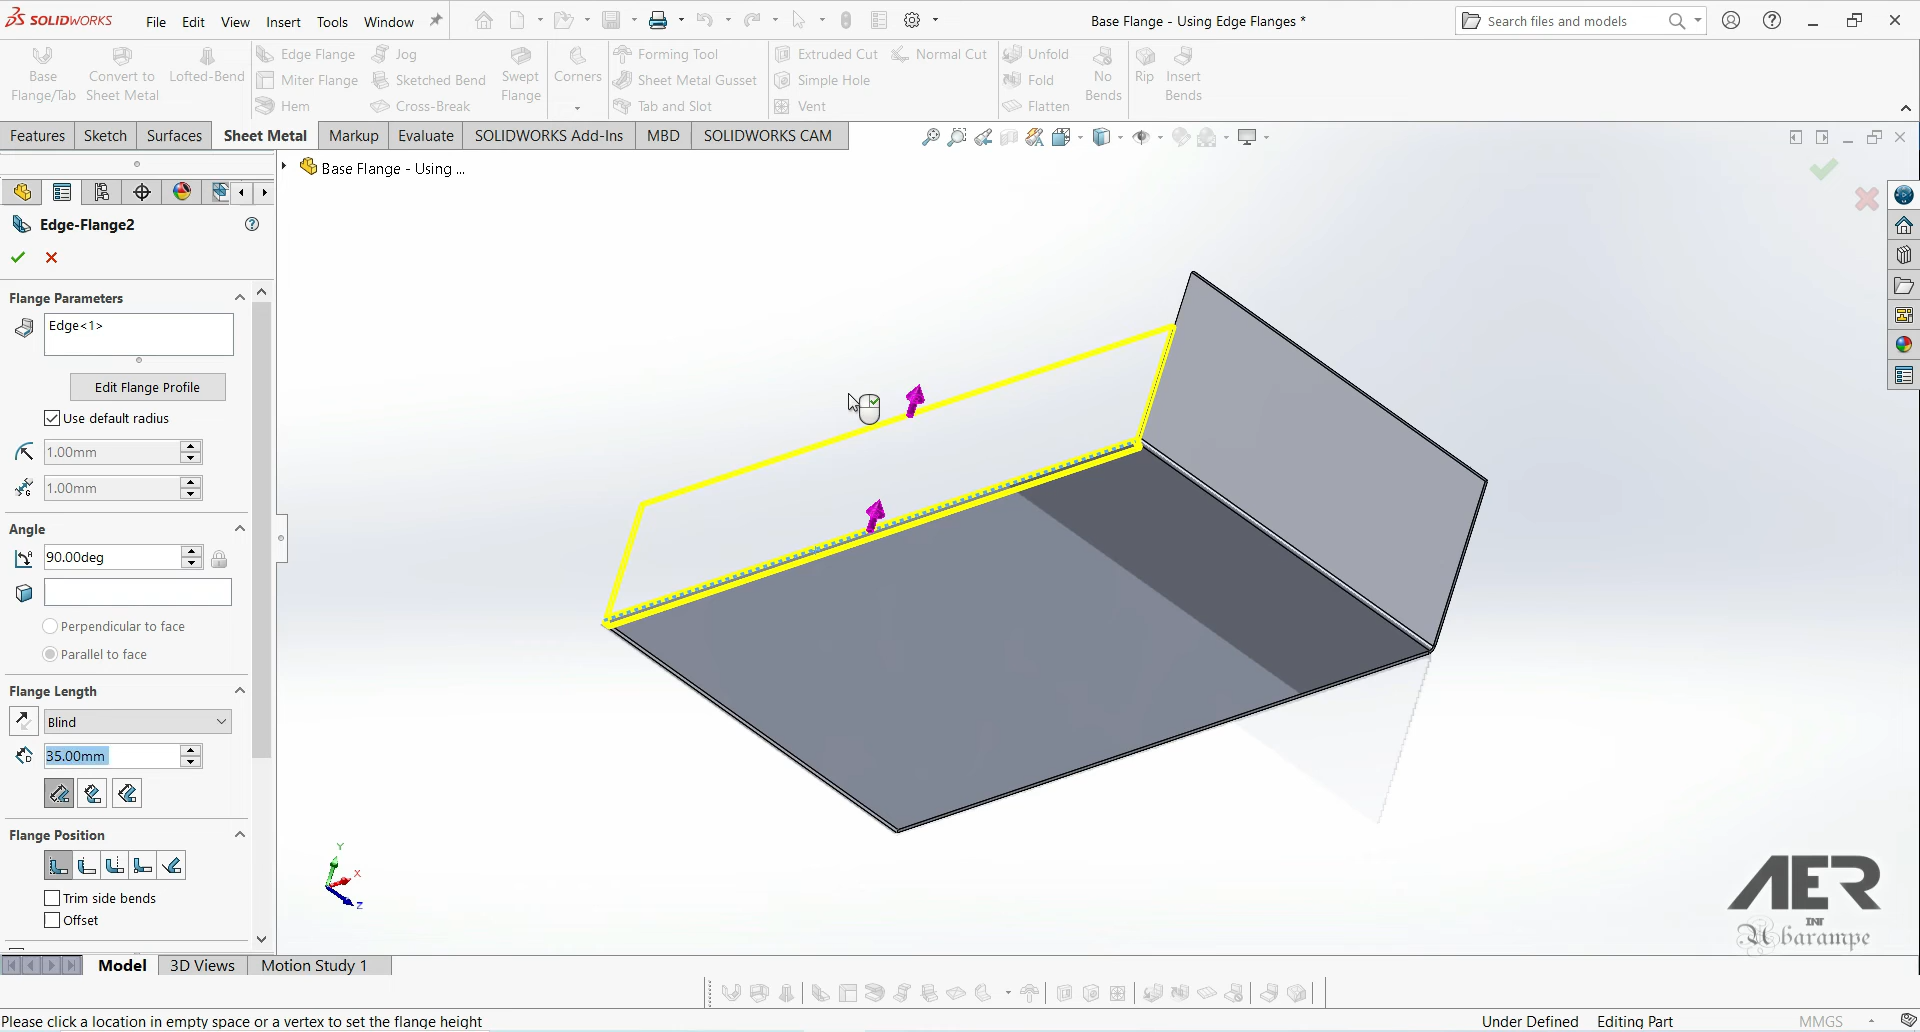 SOLIDWORKS
File Edit View Insert Tools Window
Base Flange - Using Edge Flanges *
Search files and models
Base Flange/Tab
Convert to Sheet Metal
Lofted-Bend
Edge Flange
Miter Flange
Hem
Jog
Sketched Bend
Cross-Break
Swept Flange
Corners
Forming Tool
Sheet Metal Gusset
Tab and Slot
Extruded Cut
Simple Hole
Vent
Normal Cut
Unfold
Fold
Flatten
No Bends
Rip
Insert Bends
Features Sketch Surfaces Sheet Metal Markup Evaluate SOLIDWORKS Add-Ins MBD SOLIDWORKS CAM
Base Flange - Using ...
Edge-Flange2
Flange Parameters
Edge<1>
Edit Flange Profile
Use default radius
1.00mm
1.00mm
Angle
90.00deg
Perpendicular to face
Parallel to face
Flange Length
Blind
35.00mm
Flange Position
Trim side bends
Offset
Y
X
Z
AER
INT
Abarampe
Model 3D Views Motion Study 1
Please click a location in empty space or a vertex to set the flange height
Under Defined Editing Part MMGS